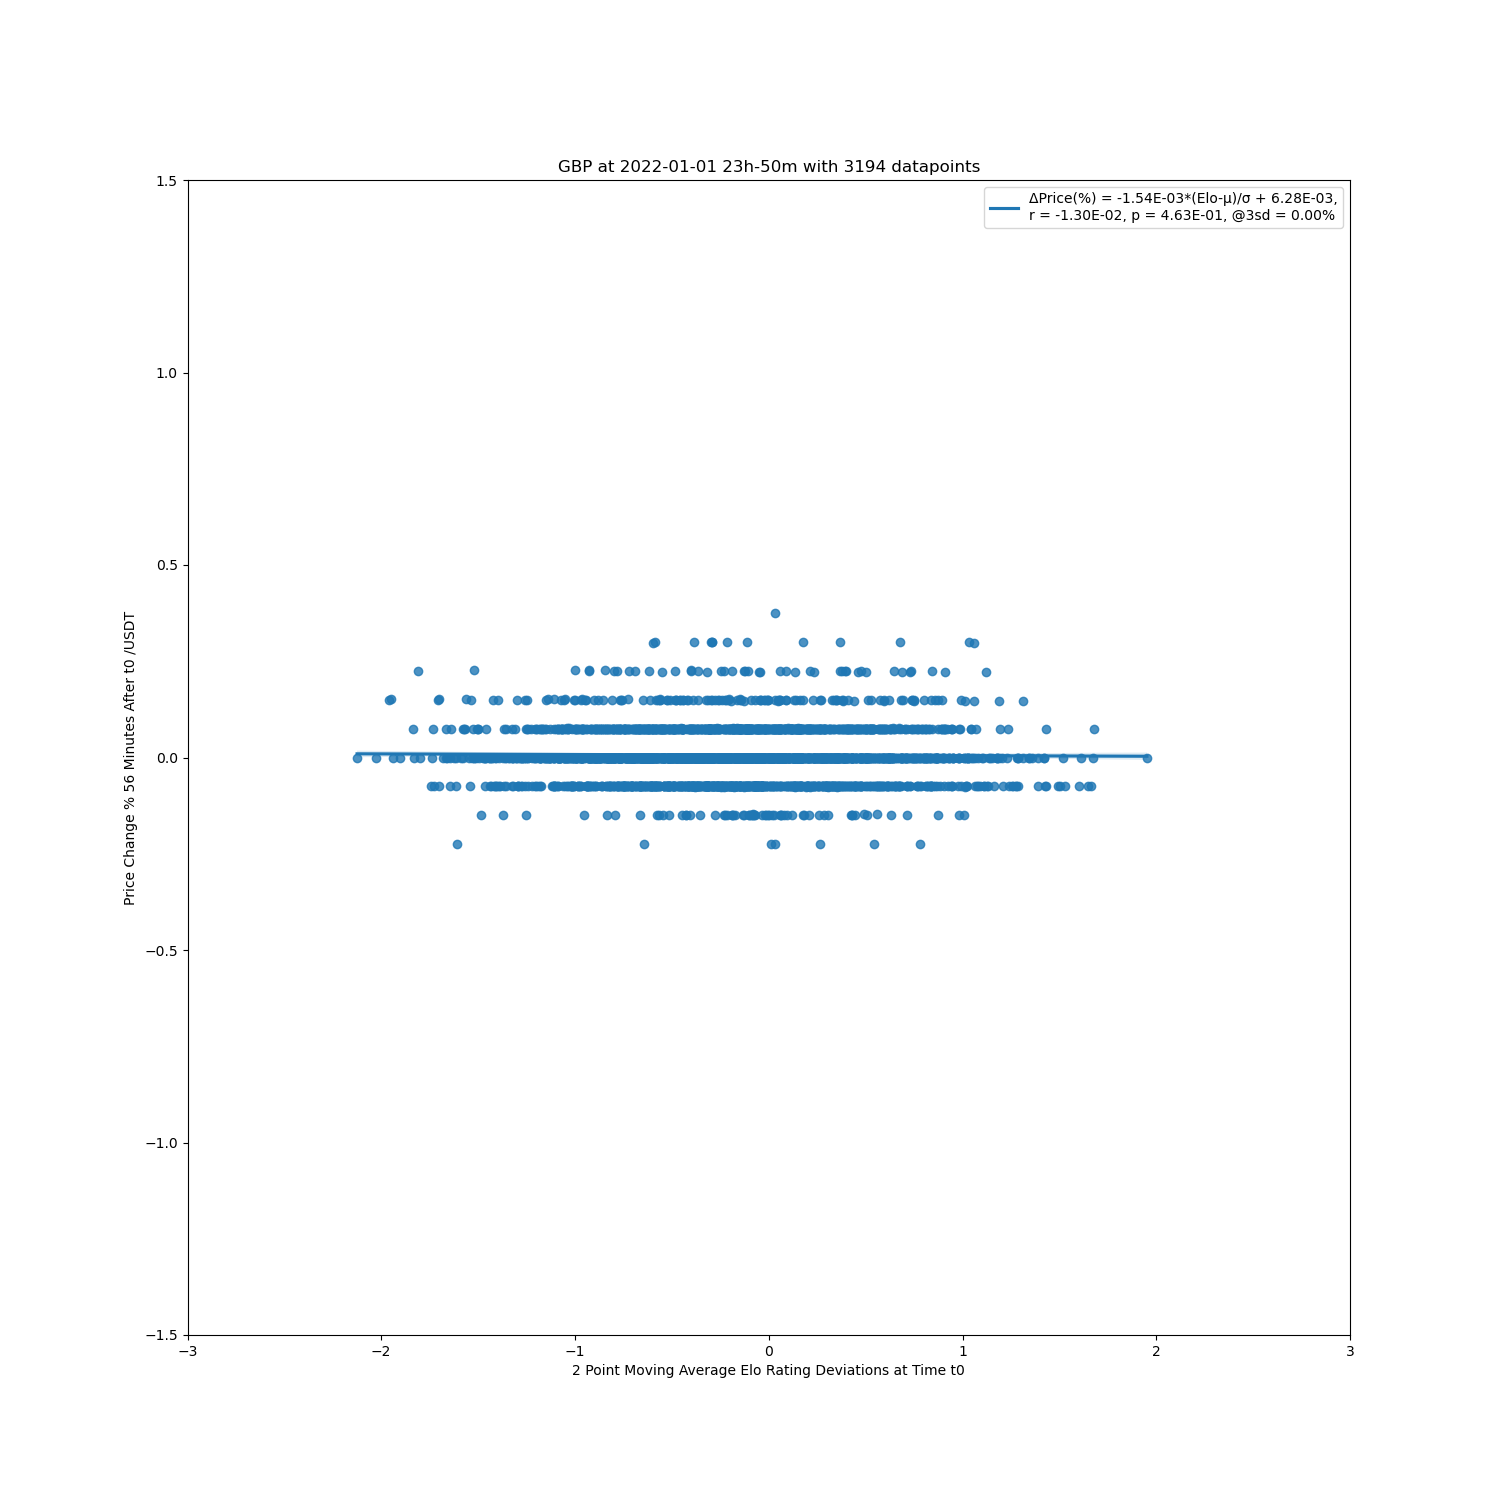 GBP at 2022-01-01 23h-50m with 3194 datapoints
ΔPrice(%) = -1.54E-03*(Elo-μ)/σ + 6.28E-03,
r = -1.30E-02, p = 4.63E-01, @3sd = 0.00%
Price Change % 56 Minutes After t0 /USDT
1.5
1.0
0.5
0.0
−0.5
−1.0
−1.5
−3 −2 −1 0 1 2 3
2 Point Moving Average Elo Rating Deviations at Time t0